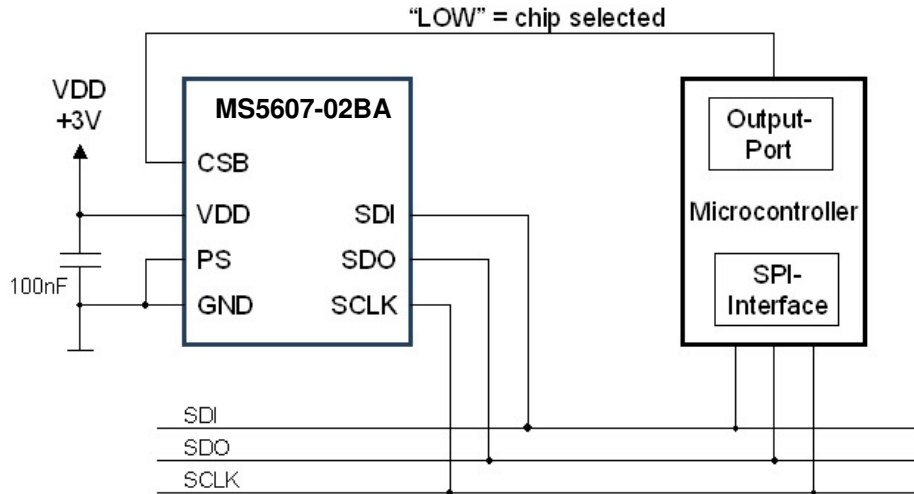 “LOW” = chip selected
VDD
+3V
100nF
MS5607-02BA
CSB
VDD
PS
GND
SDI
SDO
SCLK
Output-
Port
Microcontroller
SPI-
Interface
SDI
SDO
SCLK